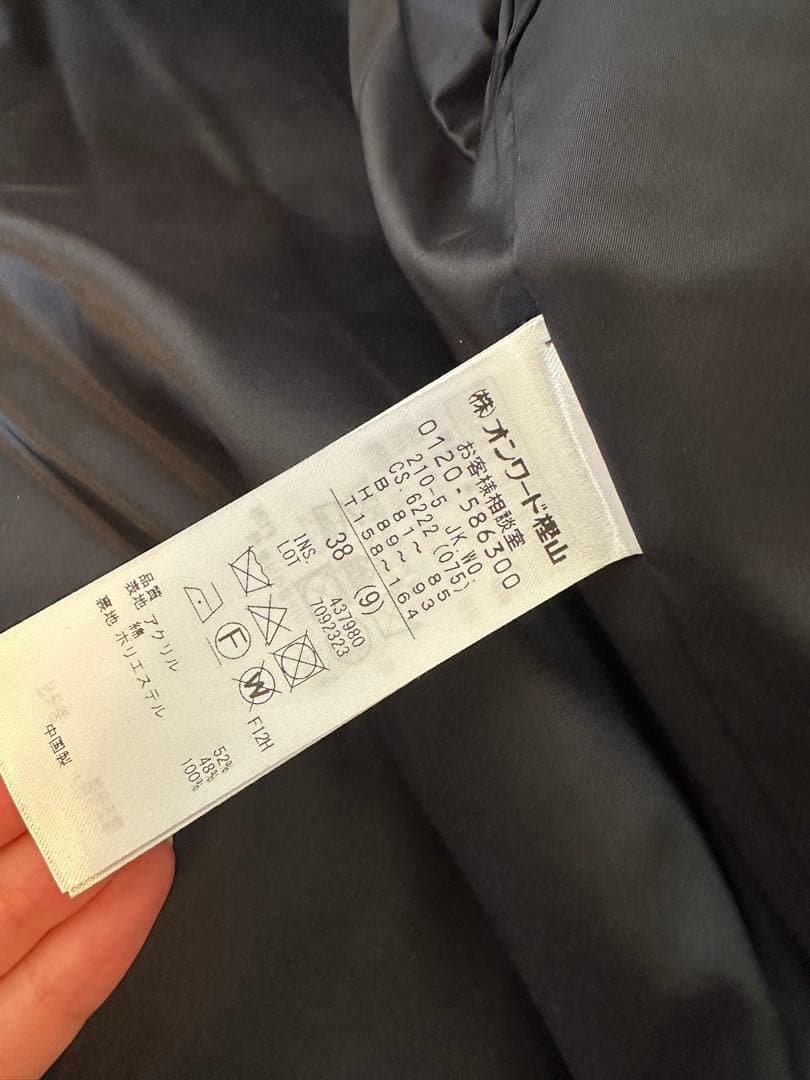 (株)オンワード樫山
お客様相談室
0120-586300
210-5 JK.WO.
CS.6222 (075)
B 81~ 85
H 89~ 93
T158~164
38 (9)
INS. 437980
LOT 7092323
F
W
F12H
品質
表地 アクリル 52%
綿 48%
裏地 ポリエステル 100%
中国製